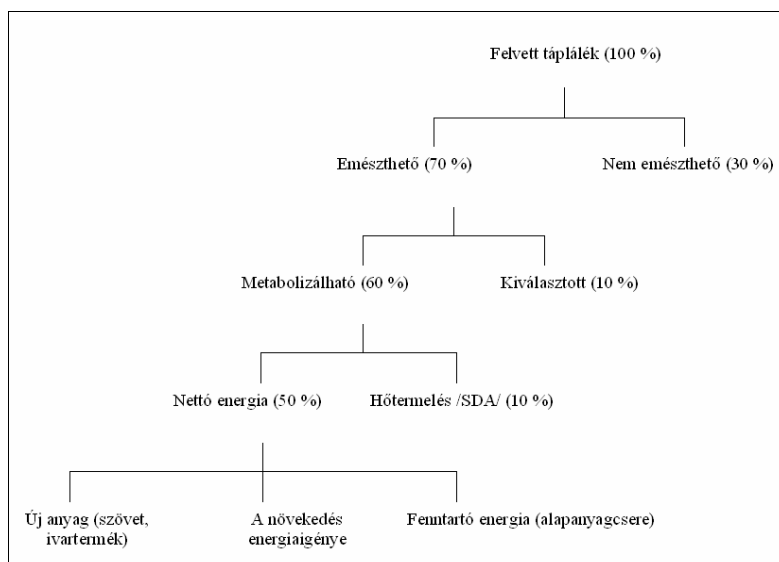 Felvett táplálék (100 %)
Emészthető (70 %)
Nem emészthető (30 %)
Metabolizálható (60 %)
Kiválasztott (10 %)
Nettó energia (50 %)
Hőtermelés /SDA/ (10 %)
Új anyag (szövet,
ivartermék)
A növekedés
energiaigénye
Fenntartó energia (alapanyagcsere)